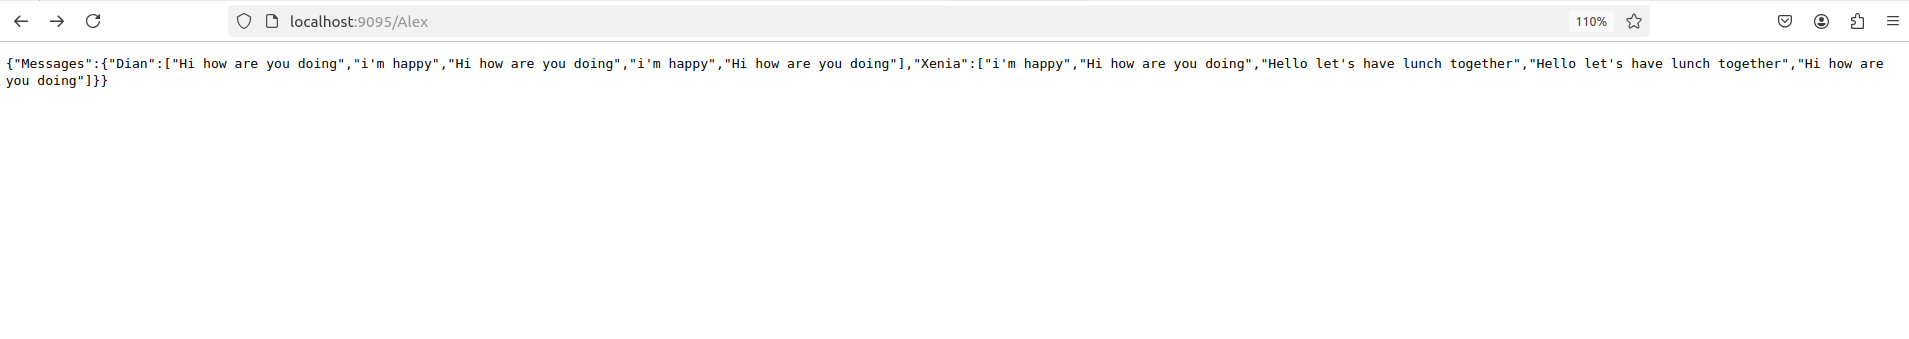 localhost:9095/Alex
110%
{"Messages":{"Dian":["Hi how are you doing","i'm happy","Hi how are you doing","i'm happy","Hi how are you doing"],"Xenia":["i'm happy","Hi how are you doing","Hello let's have lunch together","Hello let's have lunch together","Hi how are
you doing"]}}